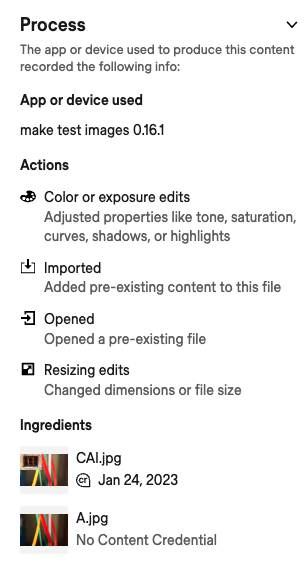 Process
The app or device used to produce this content
recorded the following info:
App or device used
make test images 0.16.1
Actions
Color or exposure edits
Adjusted properties like tone, saturation,
curves, shadows, or highlights
Imported
Added pre-existing content to this file
Opened
Opened a pre-existing file
Resizing edits
Changed dimensions or file size
Ingredients
CAI.jpg
cr Jan 24, 2023
A.jpg
No Content Credential